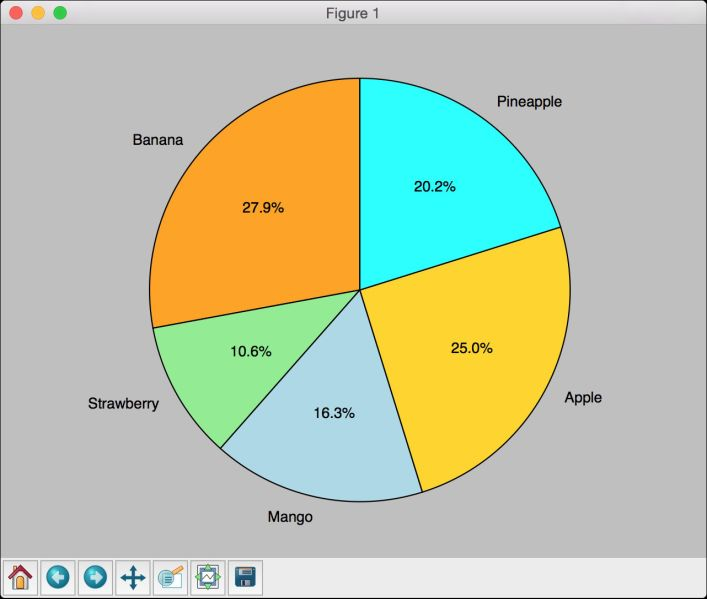 Figure 1
Pineapple
Banana
20.2%
27.9%
25.0%
10.6%
Apple
Strawberry
16.3%
Mango